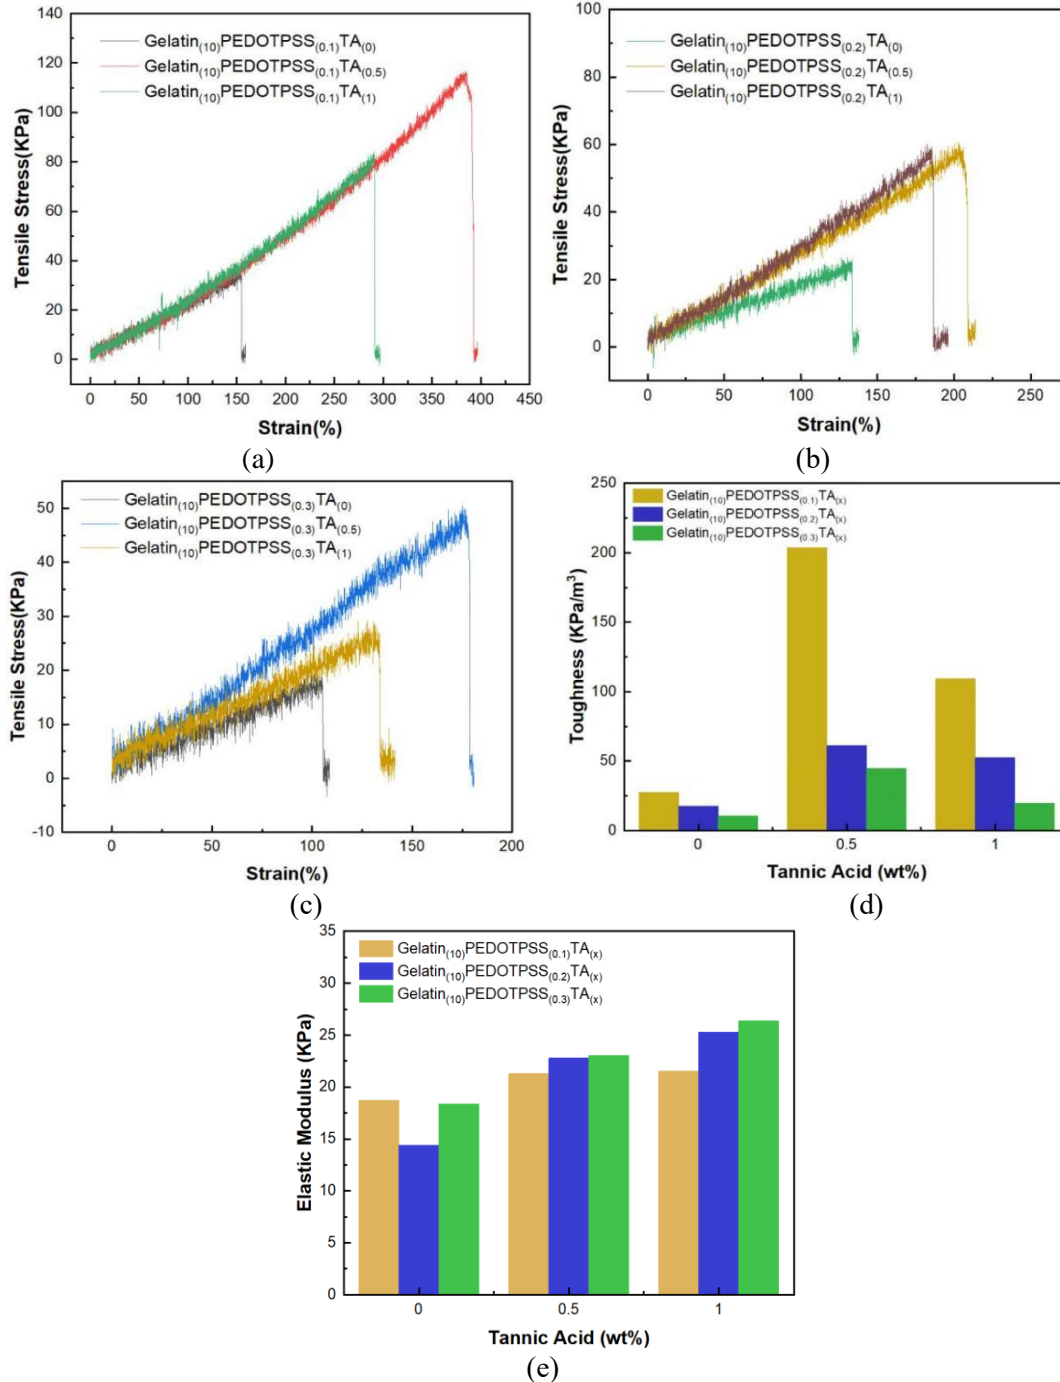 Gelatin(10)PEDOTPSS(0.1)TA(0)
Gelatin(10)PEDOTPSS(0.1)TA(0.5)
Gelatin(10)PEDOTPSS(0.1)TA(1)
140
120
100
80
60
40
20
0
Tensile Stress(KPa)
0 50 100 150 200 250 300 350 400 450
Strain(%)
(a)
Gelatin(10)PEDOTPSS(0.2)TA(0)
Gelatin(10)PEDOTPSS(0.2)TA(0.5)
Gelatin(10)PEDOTPSS(0.2)TA(1)
100
80
60
40
20
0
Tensile Stress(KPa)
0 50 100 150 200 250
Strain(%)
(b)
Gelatin(10)PEDOTPSS(0.3)TA(0)
Gelatin(10)PEDOTPSS(0.3)TA(0.5)
Gelatin(10)PEDOTPSS(0.3)TA(1)
50
40
30
20
10
0
-10
Tensile Stress(KPa)
0 50 100 150 200
Strain(%)
(c)
Gelatin(10)PEDOTPSS(0.1)TA(x)
Gelatin(10)PEDOTPSS(0.2)TA(x)
Gelatin(10)PEDOTPSS(0.3)TA(x)
250
200
150
100
50
0
Toughness (KPa/m³)
0 0.5 1
Tannic Acid (wt%)
(d)
Gelatin(10)PEDOTPSS(0.1)TA(x)
Gelatin(10)PEDOTPSS(0.2)TA(x)
Gelatin(10)PEDOTPSS(0.3)TA(x)
35
30
25
20
15
10
5
0
Elastic Modulus (KPa)
0 0.5 1
Tannic Acid (wt%)
(e)